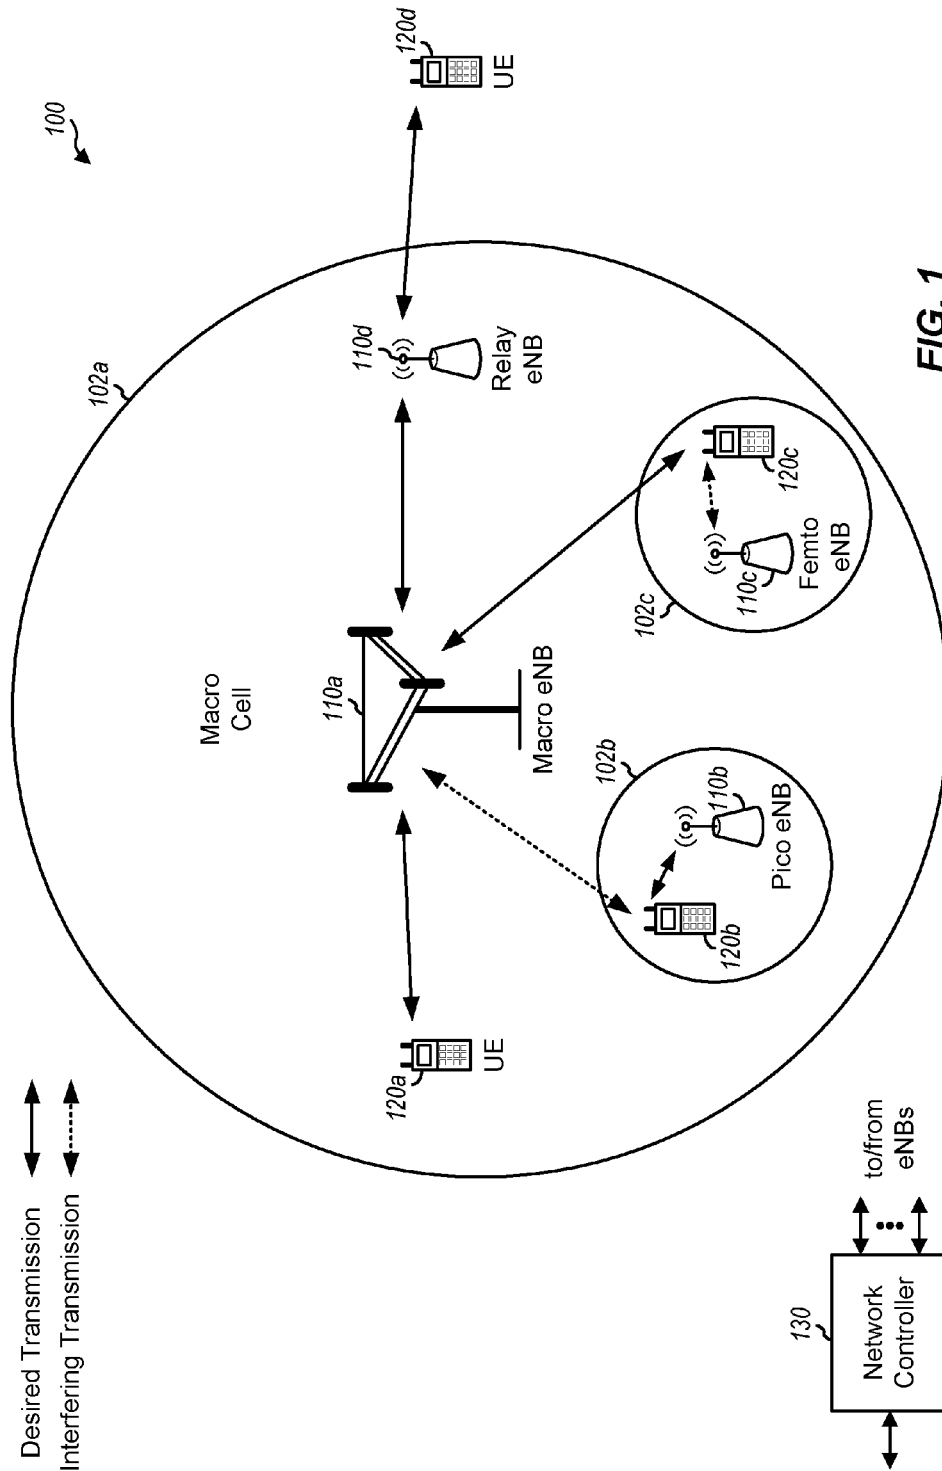 Desired Transmission
Interfering Transmission
100
102a
Macro
Cell
110a
110d
120a
UE
Macro eNB
Relay
eNB
120d
UE
102b
110b
120b
Pico eNB
102c
110c
120c
Femto
eNB
130
Network
Controller
to/from
eNBs
FIG. 1